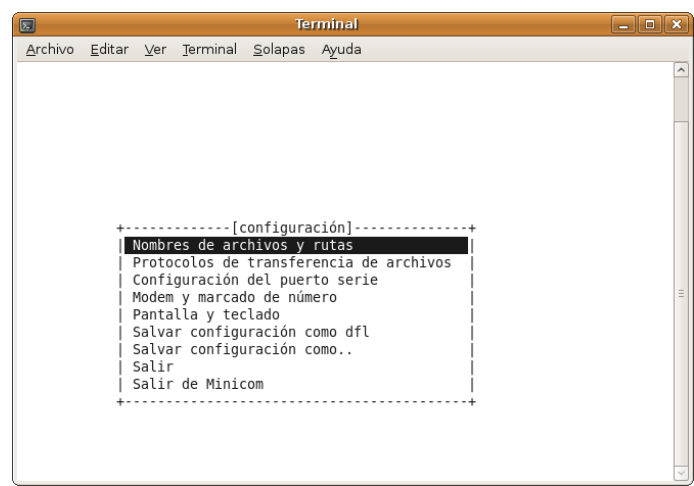 Terminal
Archivo Editar Ver Terminal Solapas Ayuda
+-------------[configuración]--------------+
| Nombres de archivos y rutas |
| Protocolos de transferencia de archivos |
| Configuración del puerto serie |
| Modem y marcado de número |
| Pantalla y teclado |
| Salvar configuración como dfl |
| Salvar configuración como.. |
| Salir |
| Salir de Minicom |
+------------------------------------------+